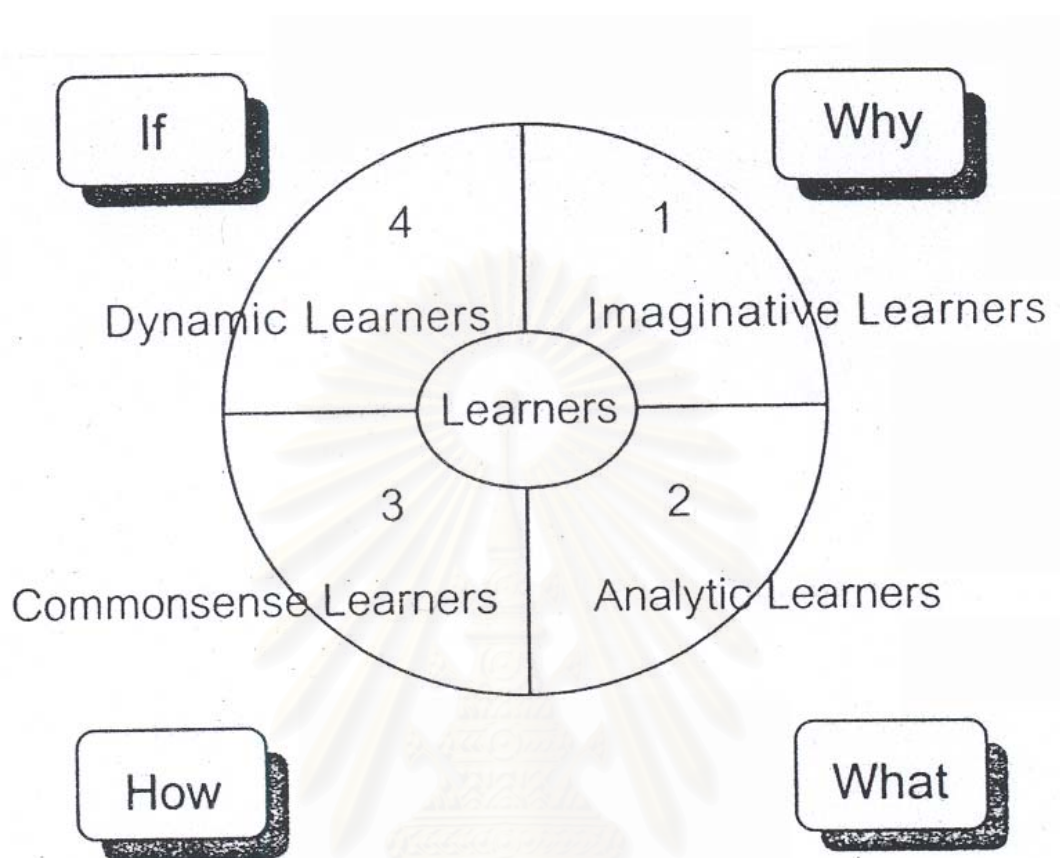 If
Why
4
1
Dynamic Learners
Imaginative Learners
Learners
3
2
Commonsense Learners
Analytic Learners
How
What